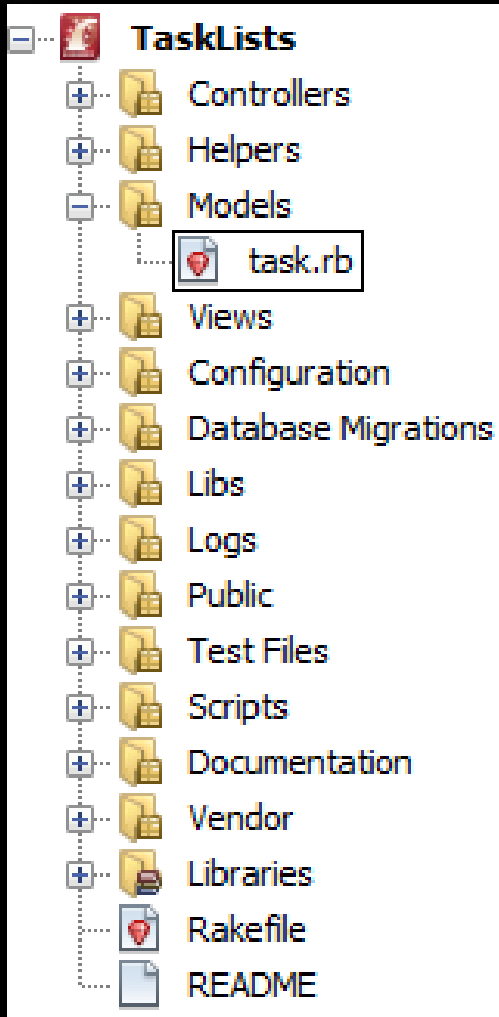 TaskLists
Controllers
Helpers
Models
task.rb
Views
Configuration
Database Migrations
Libs
Logs
Public
Test Files
Scripts
Documentation
Vendor
Libraries
Rakefile
README